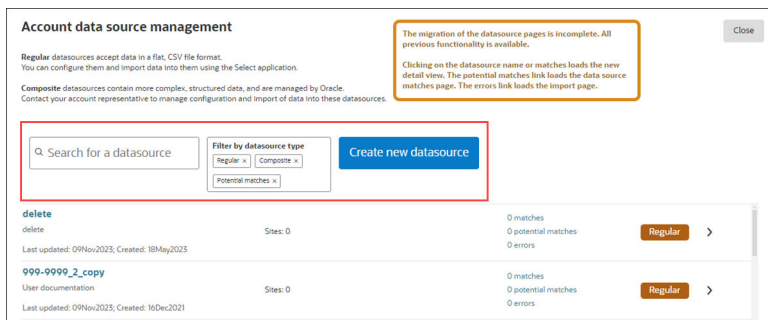 Account data source management
Close
Regular datasources accept data in a flat, CSV file format.
You can configure them and import data into them using the Select application.
Composite datasources contain more complex, structured data, and are managed by Oracle.
Contact your account representative to manage configuration and import of data into these datasources.
The migration of the datasource pages is incomplete. All
previous functionality is available.
Clicking on the datasource name or matches loads the new
detail view. The potential matches link loads the data source
matches page. The errors link loads the import page.
Search for a datasource
Filter by datasource type
Regular × Composite ×
Potential matches ×
Create new datasource
delete
delete
Last updated: 09Nov2023; Created: 18May2023
Sites: 0
0 matches
0 potential matches
0 errors
Regular
999-9999_2_copy
User documentation
Last updated: 09Nov2023; Created: 16Dec2021
Sites: 0
0 matches
0 potential matches
0 errors
Regular